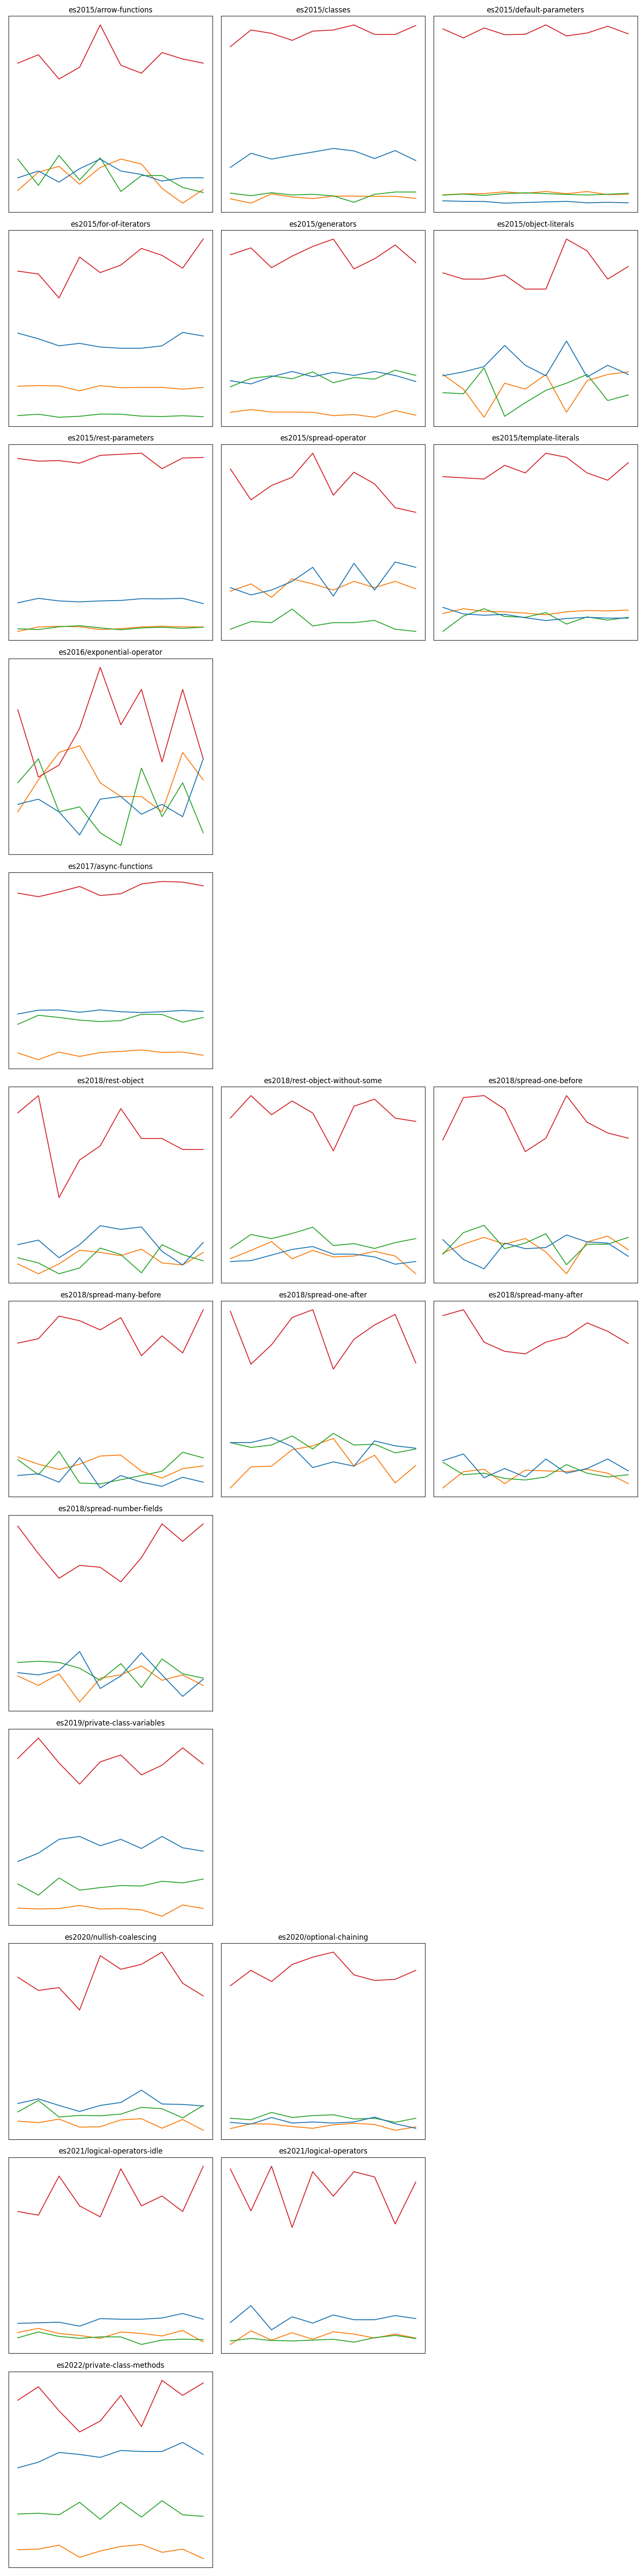 es2015/arrow-functions
es2015/classes
es2015/default-parameters
es2015/for-of-iterators
es2015/generators
es2015/object-literals
es2015/rest-parameters
es2015/spread-operator
es2015/template-literals
es2016/exponential-operator
es2017/async-functions
es2018/rest-object
es2018/rest-object-without-some
es2018/spread-one-before
es2018/spread-many-before
es2018/spread-one-after
es2018/spread-many-after
es2018/spread-number-fields
es2019/private-class-variables
es2020/nullish-coalescing
es2020/optional-chaining
es2021/logical-operators-idle
es2021/logical-operators
es2022/private-class-methods